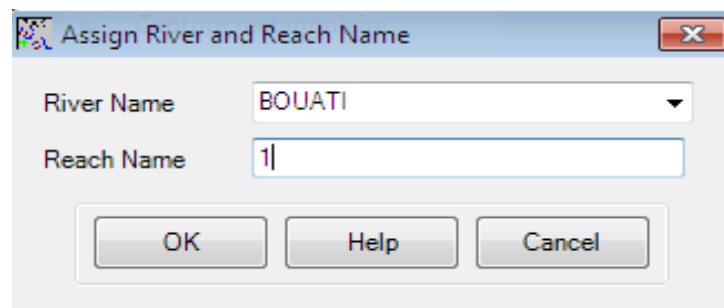 Assign River and Reach Name
River Name BOUATI
Reach Name 1
OK Help Cancel